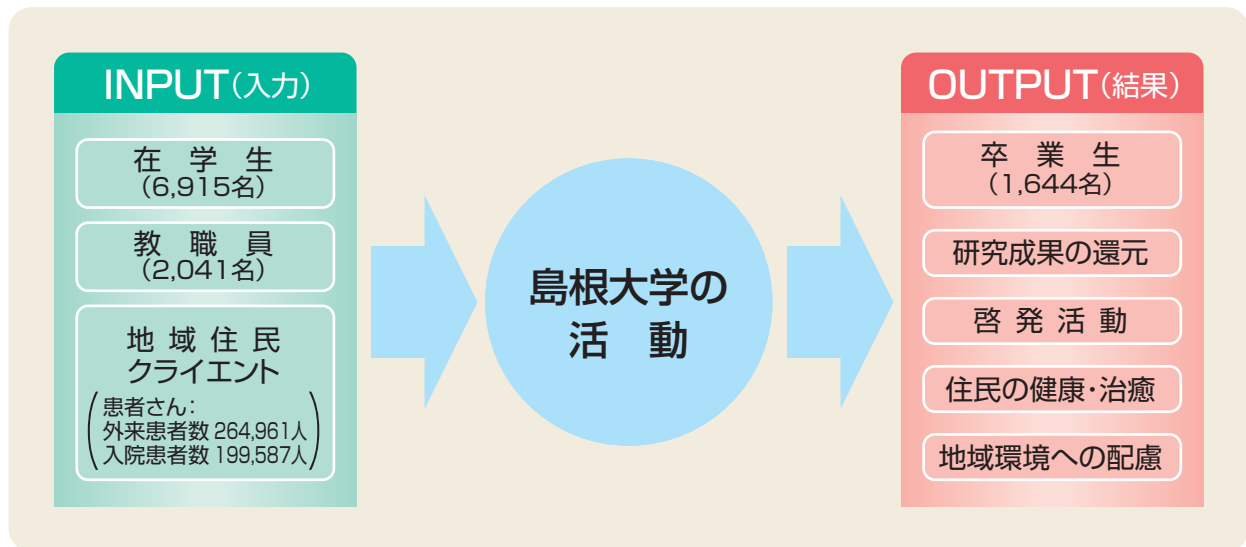 INPUT(入力)
在学生
(6,915名)
教職員
(2,041名)
地域住民
クライエント
(患者さん:
外来患者数 264,961人
入院患者数 199,587人)
島根大学の
活動
OUTPUT(結果)
卒業生
(1,644名)
研究成果の還元
啓発活動
住民の健康・治癒
地域環境への配慮